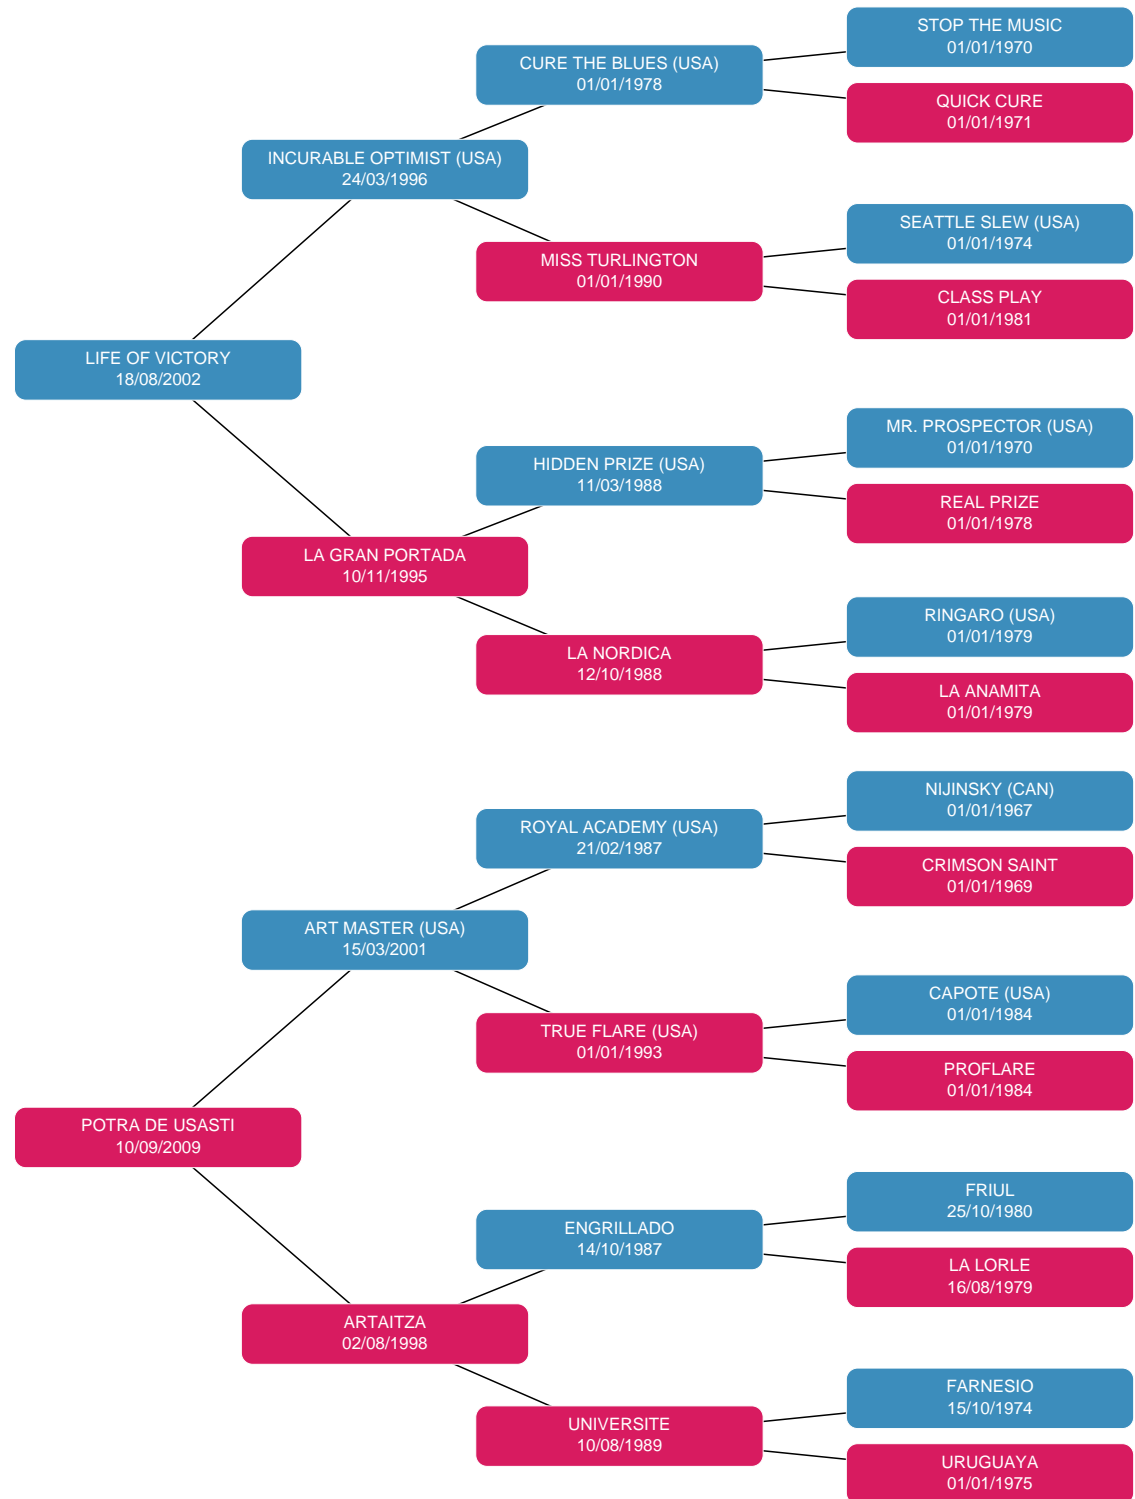 STOP THE MUSIC
01/01/1970
CURE THE BLUES (USA)
01/01/1978
QUICK CURE
01/01/1971
INCURABLE OPTIMIST (USA)
24/03/1996
SEATTLE SLEW (USA)
01/01/1974
MISS TURLINGTON
01/01/1990
CLASS PLAY
01/01/1981
LIFE OF VICTORY
18/08/2002
MR. PROSPECTOR (USA)
01/01/1970
HIDDEN PRIZE (USA)
11/03/1988
REAL PRIZE
01/01/1978
LA GRAN PORTADA
10/11/1995
RINGARO (USA)
01/01/1979
LA NORDICA
12/10/1988
LA ANAMITA
01/01/1979
NIJINSKY (CAN)
01/01/1967
ROYAL ACADEMY (USA)
21/02/1987
CRIMSON SAINT
01/01/1969
ART MASTER (USA)
15/03/2001
CAPOTE (USA)
01/01/1984
TRUE FLARE (USA)
01/01/1993
PROFLARE
01/01/1984
POTRA DE USASTI
10/09/2009
FRIUL
25/10/1980
ENGRILLADO
14/10/1987
LA LORLE
16/08/1979
ARTAITZA
02/08/1998
FARNESIO
15/10/1974
UNIVERSITE
10/08/1989
URUGUAYA
01/01/1975